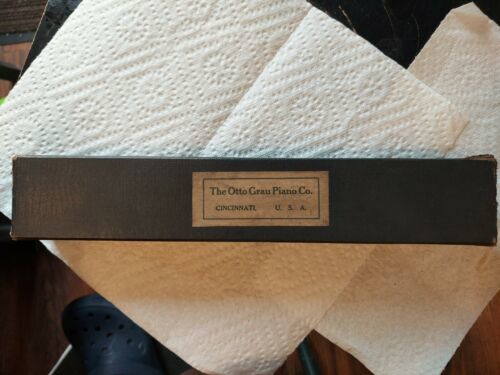 The Otto Grau Piano Co.
CINCINNATI, U. S. A.